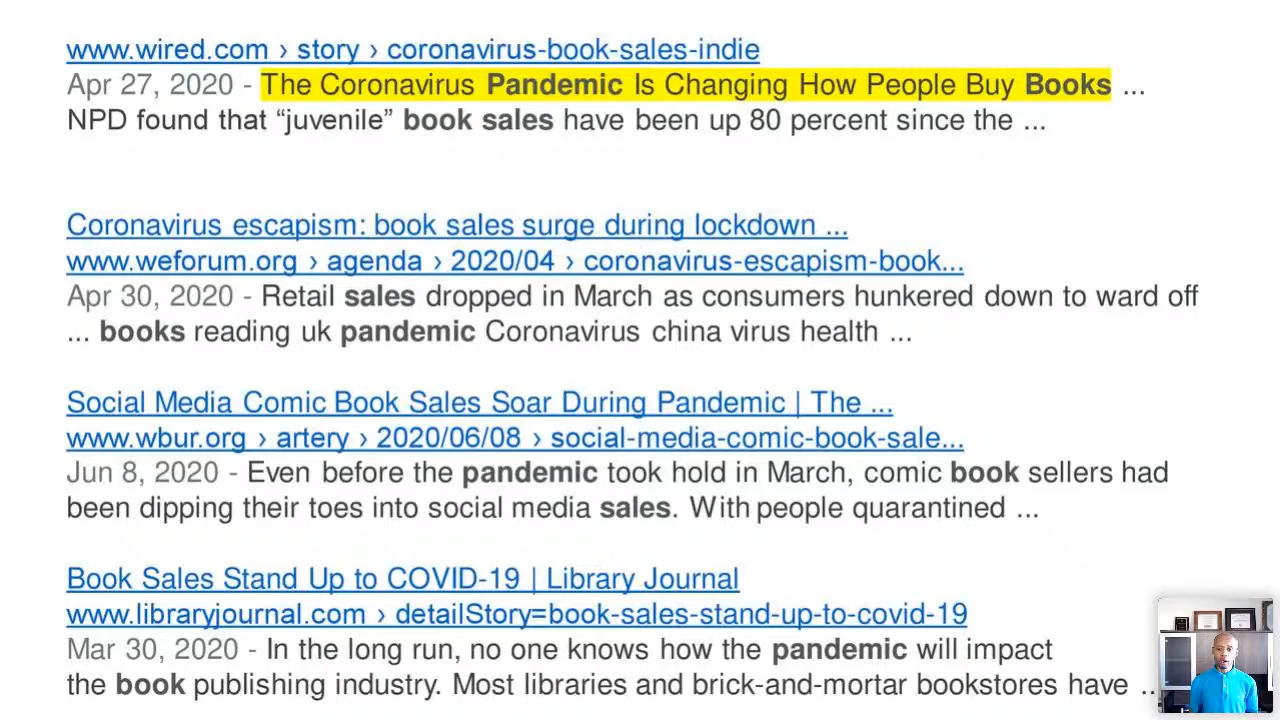 www.wired.com › story › coronavirus-book-sales-indie
Apr 27, 2020 - The Coronavirus Pandemic Is Changing How People Buy Books ...
NPD found that “juvenile” book sales have been up 80 percent since the ...
Coronavirus escapism: book sales surge during lockdown ...
www.weforum.org › agenda › 2020/04 › coronavirus-escapism-book...
Apr 30, 2020 - Retail sales dropped in March as consumers hunkered down to ward off
... books reading uk pandemic Coronavirus china virus health ...
Social Media Comic Book Sales Soar During Pandemic | The ...
www.wbur.org › artery › 2020/06/08 › social-media-comic-book-sale...
Jun 8, 2020 - Even before the pandemic took hold in March, comic book sellers had
been dipping their toes into social media sales. With people quarantined ...
Book Sales Stand Up to COVID-19 | Library Journal
www.libraryjournal.com › detailStory=book-sales-stand-up-to-covid-19
Mar 30, 2020 - In the long run, no one knows how the pandemic will impact
the book publishing industry. Most libraries and brick-and-mortar bookstores have ...